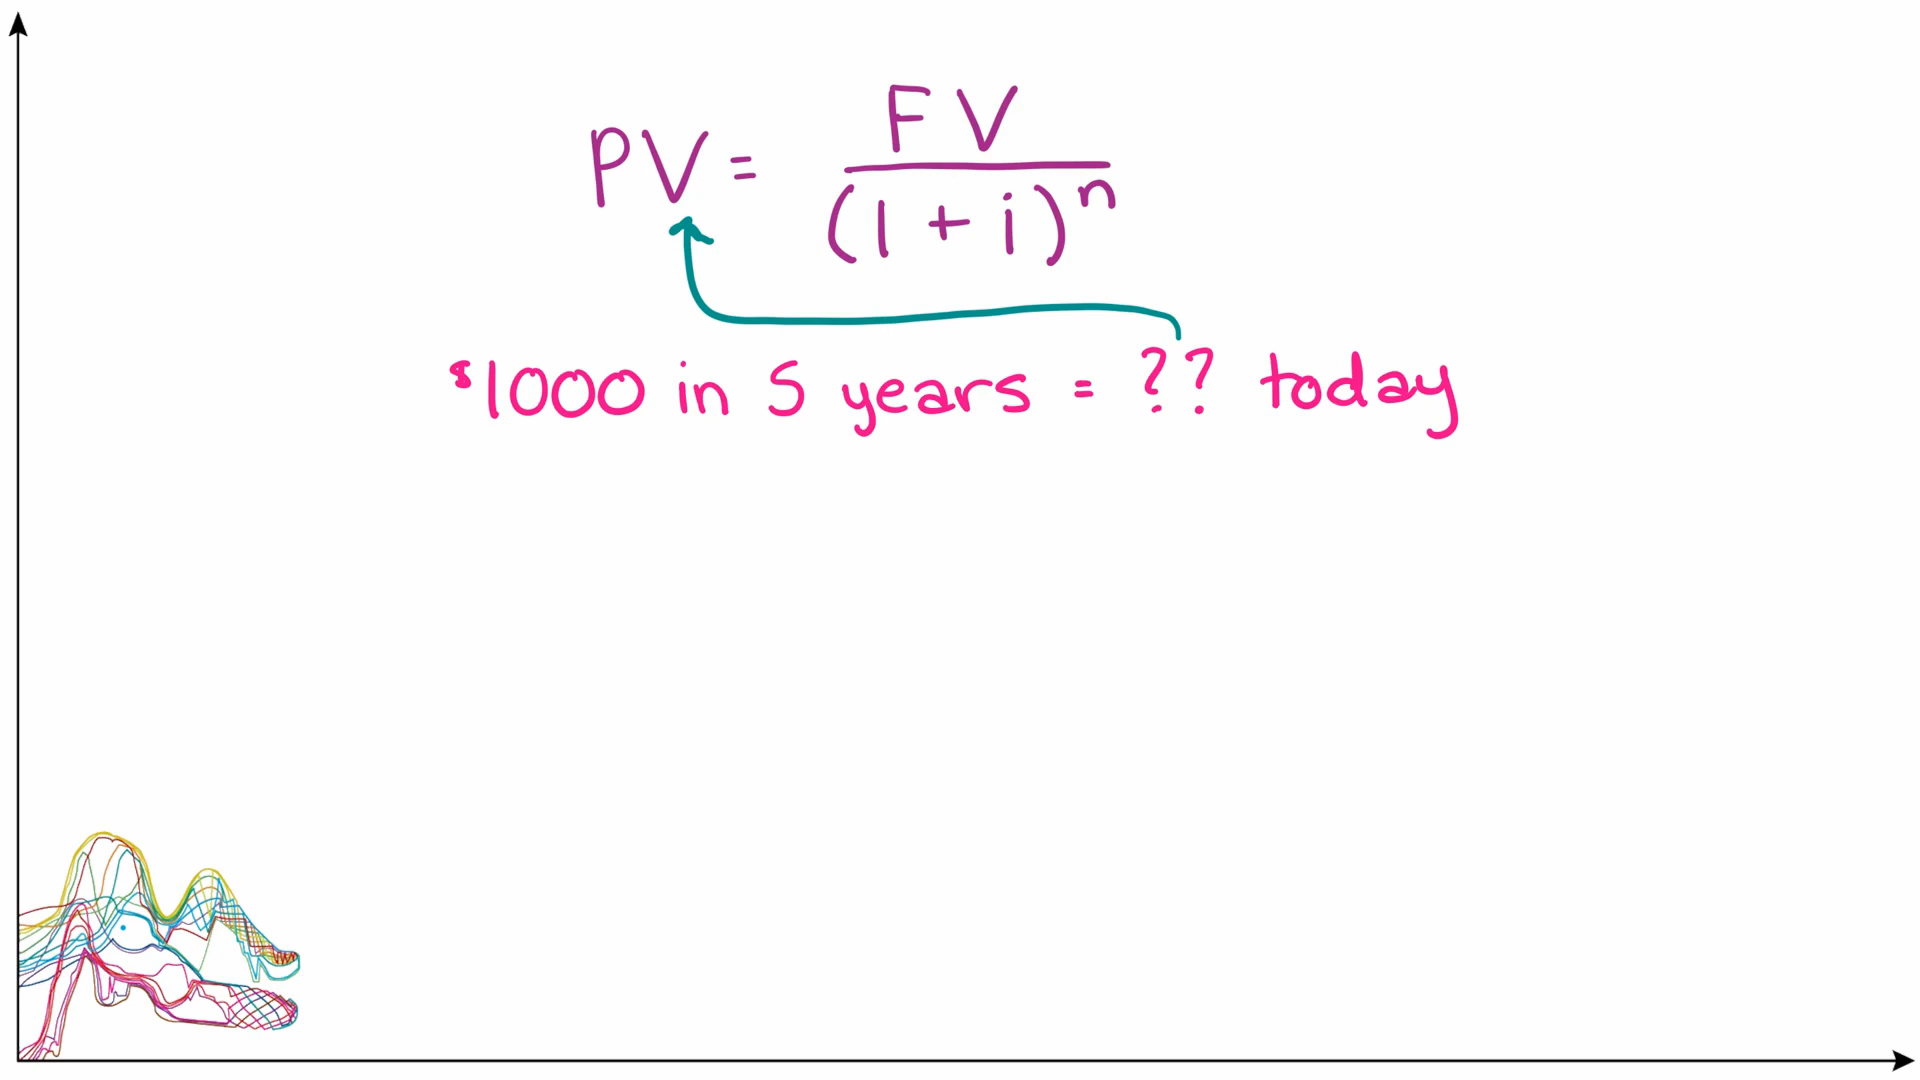 PV = FV / (1 + i)^n
$1000 in 5 years = ?? today